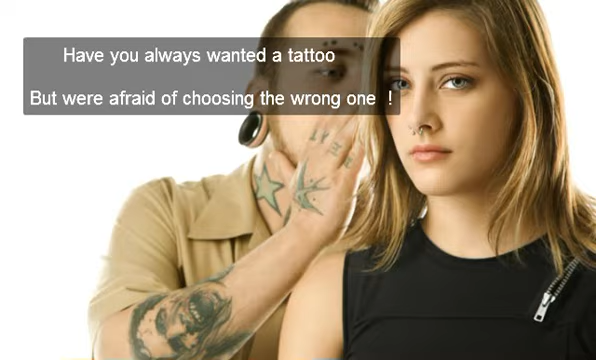 Have you always wanted a tattoo
But were afraid of choosing the wrong one !